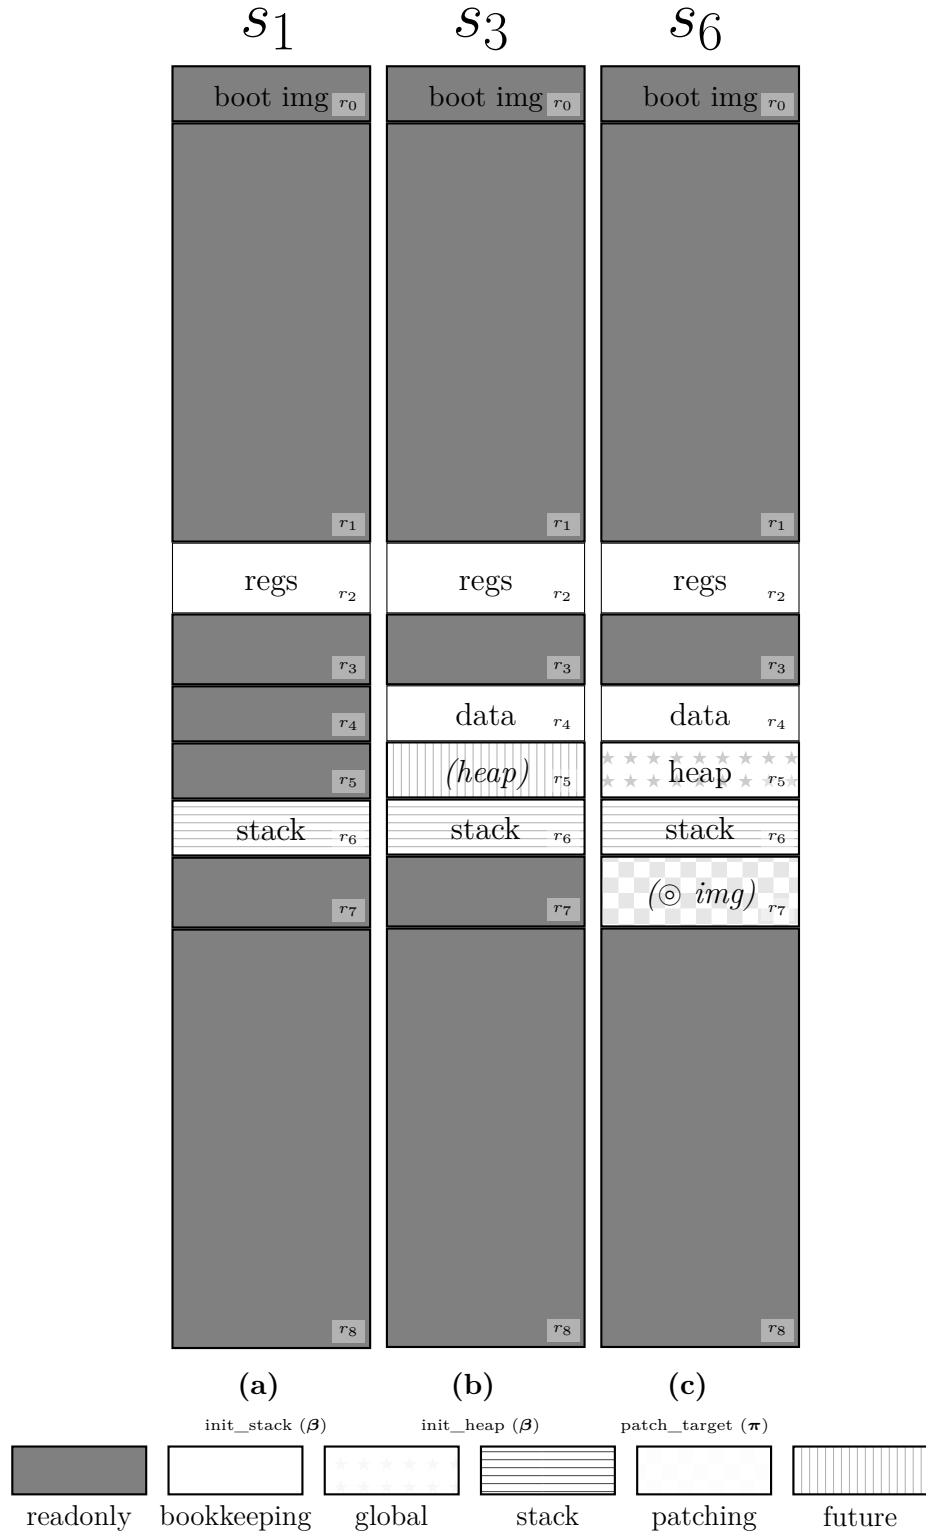 s1 s3 s6
boot img r0 boot img r0 boot img r0
r1 r1 r1
regs r2 regs r2 regs r2
r3 r3 r3
r4 data r4 data r4
r5 (heap) r5 heap r5
stack r6 stack r6 stack r6
r7 r7 (⊚ img) r7
r8 r8 r8
(a) (b) (c)
init_stack (β) init_heap (β) patch_target (π)
readonly bookkeeping global stack patching future